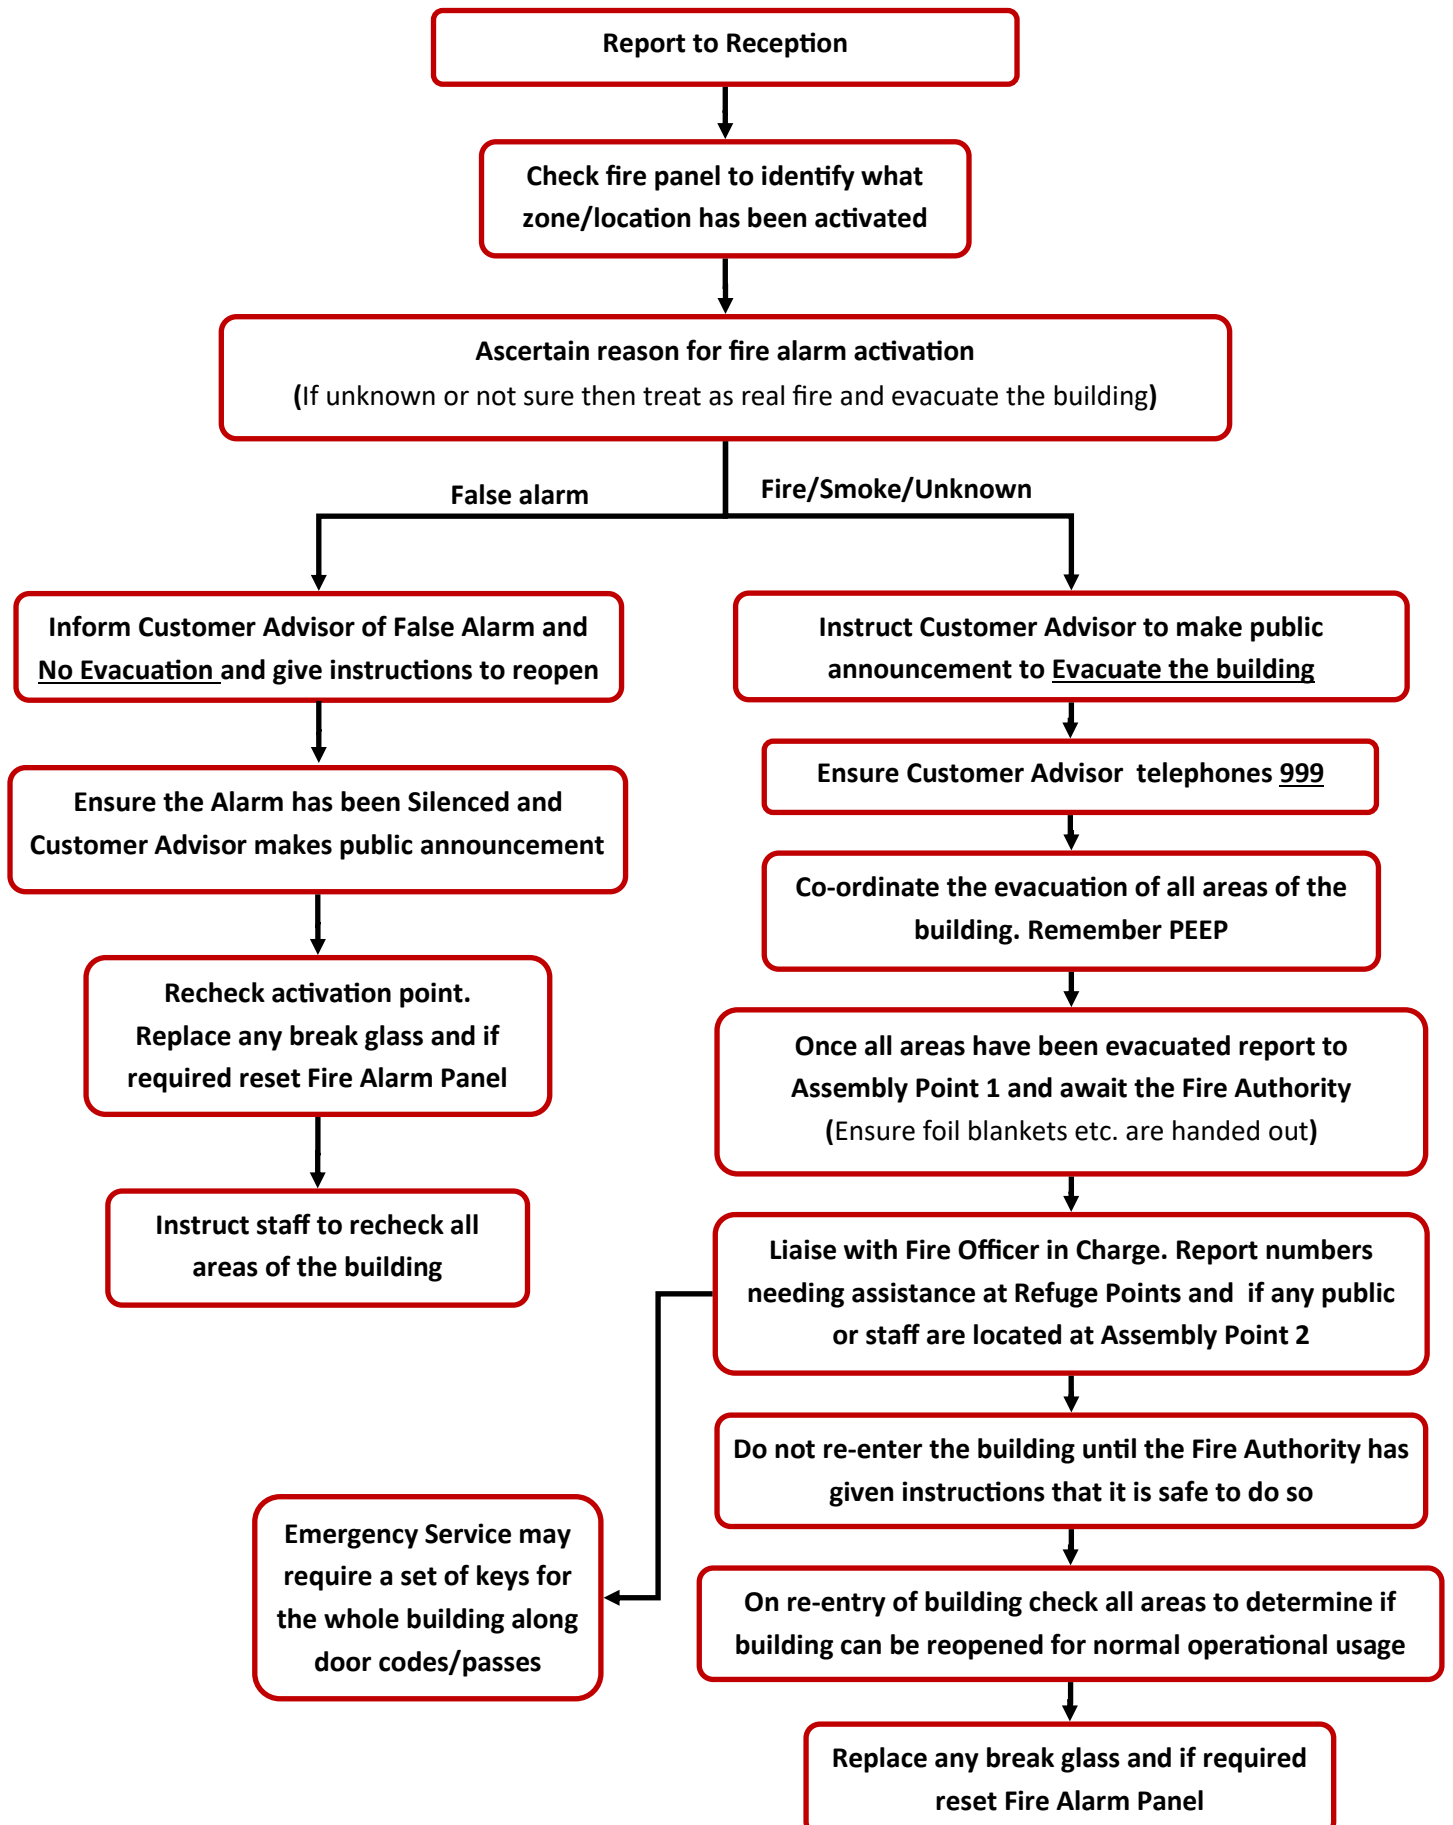 Report to Reception
Check fire panel to identify what
zone/location has been activated
Ascertain reason for fire alarm activation
(If unknown or not sure then treat as real fire and evacuate the building)
False alarm
Fire/Smoke/Unknown
Inform Customer Advisor of False Alarm and
No Evacuation and give instructions to reopen
Ensure the Alarm has been Silenced and
Customer Advisor makes public announcement
Recheck activation point.
Replace any break glass and if
required reset Fire Alarm Panel
Instruct staff to recheck all
areas of the building
Instruct Customer Advisor to make public
announcement to Evacuate the building
Ensure Customer Advisor telephones 999
Co-ordinate the evacuation of all areas of the
building. Remember PEEP
Once all areas have been evacuated report to
Assembly Point 1 and await the Fire Authority
(Ensure foil blankets etc. are handed out)
Liaise with Fire Officer in Charge. Report numbers
needing assistance at Refuge Points and if any public
or staff are located at Assembly Point 2
Emergency Service may
require a set of keys for
the whole building along
door codes/passes
Do not re-enter the building until the Fire Authority has
given instructions that it is safe to do so
On re-entry of building check all areas to determine if
building can be reopened for normal operational usage
Replace any break glass and if required
reset Fire Alarm Panel